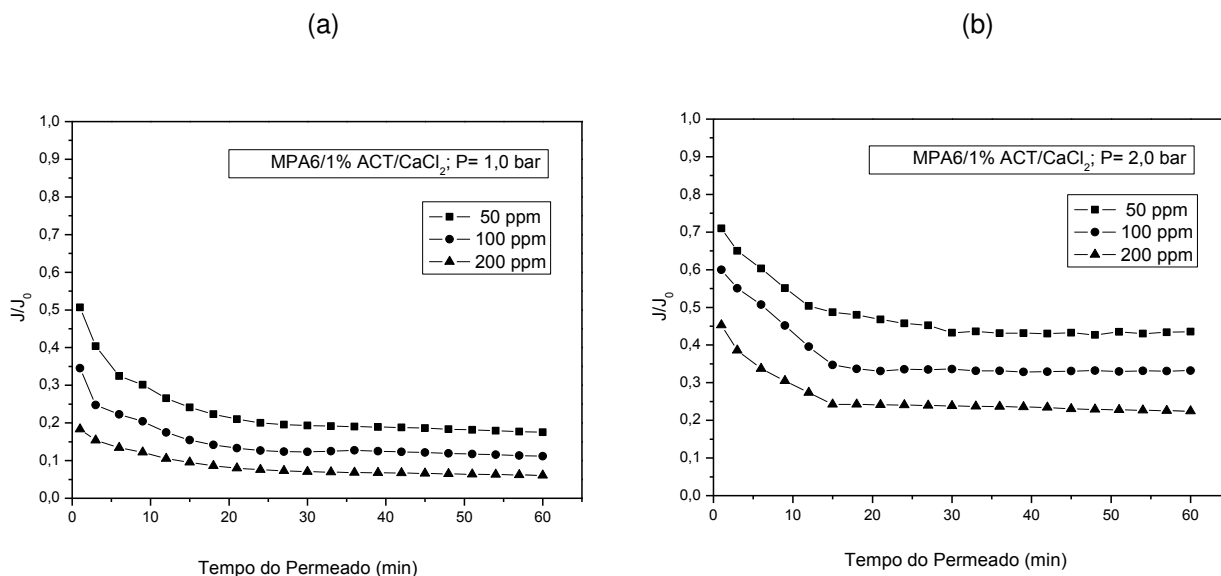 (a)
MPA6/1% ACT/CaCl₂; P= 1,0 bar
50 ppm
100 ppm
200 ppm
J/J₀
1,0
0,9
0,8
0,7
0,6
0,5
0,4
0,3
0,2
0,1
0,0
0 10 20 30 40 50 60
Tempo do Permeado (min)
(b)
MPA6/1% ACT/CaCl₂; P= 2,0 bar
50 ppm
100 ppm
200 ppm
J/J₀
1,0
0,9
0,8
0,7
0,6
0,5
0,4
0,3
0,2
0,1
0,0
0 10 20 30 40 50 60
Tempo do Permeado (min)